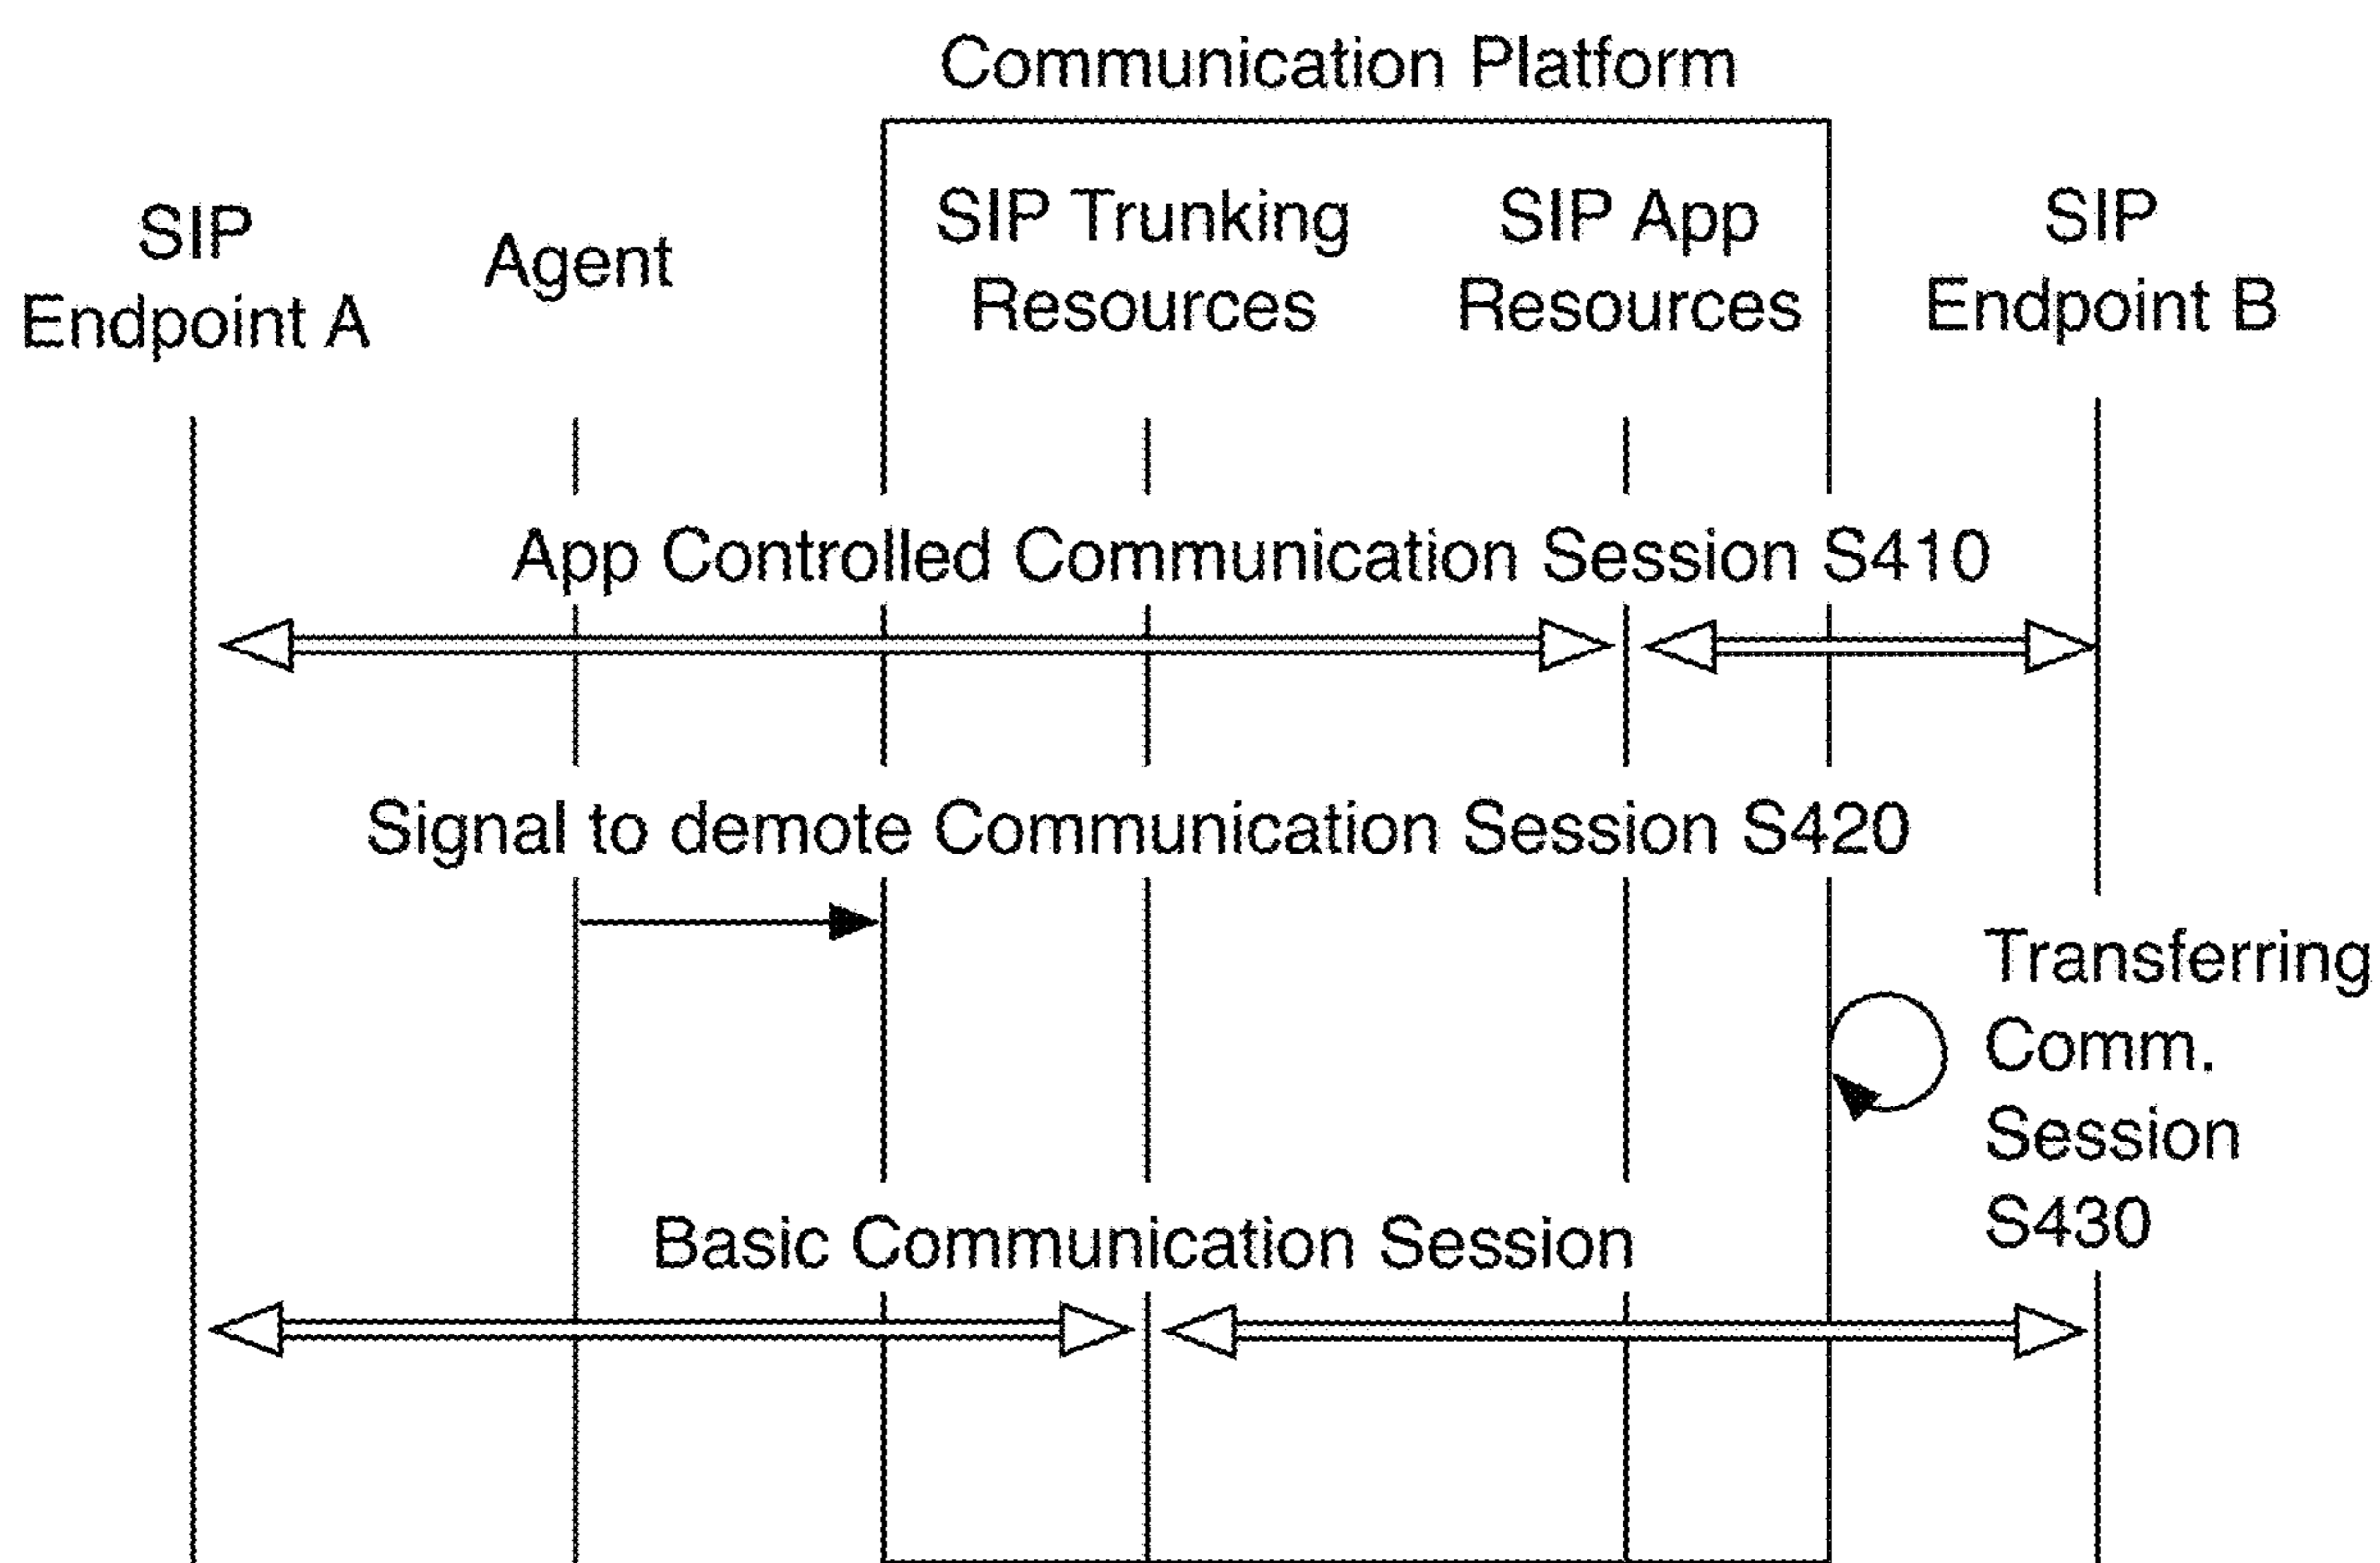 Communication Platform
SIP
Endpoint A
Agent
SIP Trunking
Resources
SIP App
Resources
SIP
Endpoint B
App Controlled Communication Session S410
Signal to demote Communication Session S420
Transferring
Comm.
Session
S430
Basic Communication Session